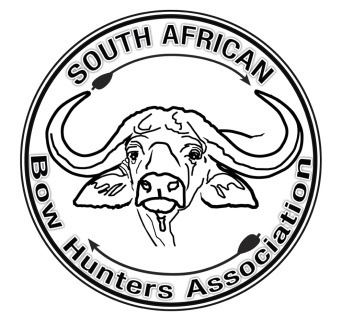 SOUTH AFRICAN
Bow Hunters Association